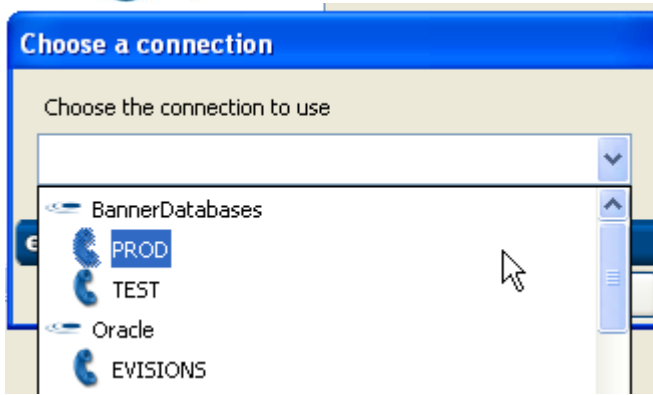 Choose a connection
Choose the connection to use
BannerDatabases
PROD
TEST
Oracle
EVISIONS